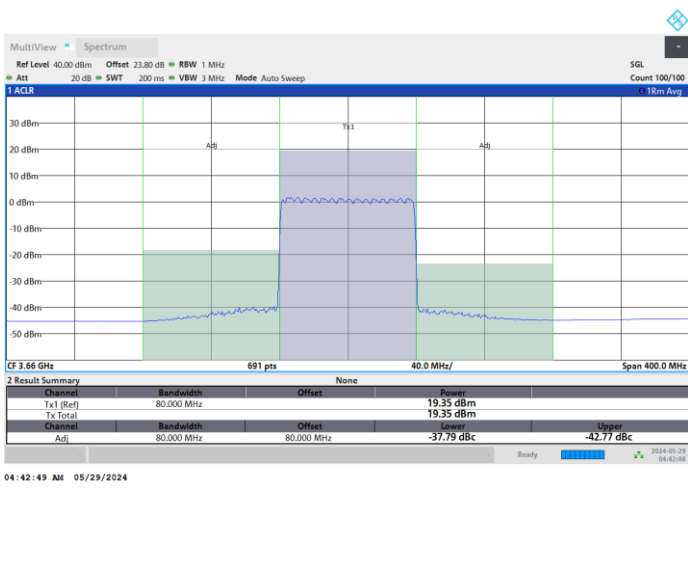 MultiView Spectrum
Ref Level 40.00 dBm Offset 23.80 dB RBW 1 MHz SGL
Att 20 dB SWT 200 ms VBW 3 MHz Mode Auto Sweep Count 100/100
1 ACLR 1Rm Avg
30 dBm
Tx1
20 dBm Adj Adj
10 dBm
0 dBm
-10 dBm
-20 dBm
-30 dBm
-40 dBm
-50 dBm
CF 3.66 GHz 691 pts 40.0 MHz/ Span 400.0 MHz
2 Result Summary None
Channel Bandwidth Offset Power
Tx1 (Ref) 80.000 MHz 19.35 dBm
Tx Total 19.35 dBm
Channel Bandwidth Offset Lower Upper
Adj 80.000 MHz 80.000 MHz -37.79 dBc -42.77 dBc
Ready 2024-05-29
04:42:48
04:42:49 AM 05/29/2024